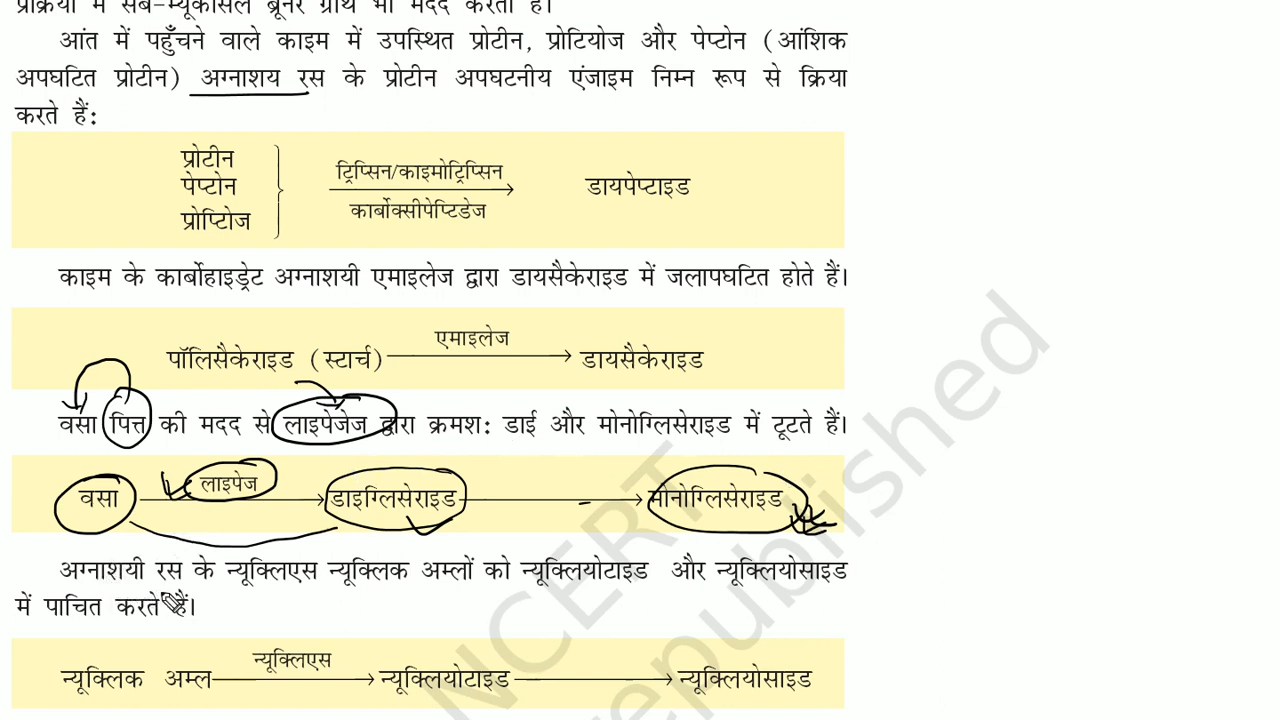 प्रक्रिया में सब-म्यूकोसल ब्रूनर ग्रंथि भी मदद करती है।
आंत में पहुँचने वाले काइम में उपस्थित प्रोटीन, प्रोटियोज और पेप्टोन (आंशिक
अपघटित प्रोटीन) अग्नाशय रस के प्रोटीन अपघटनीय एंजाइम निम्न रूप से क्रिया
करते हैं:
प्रोटीन
पेप्टोन
प्रोप्टिोज
ट्रिप्सिन/काइमोट्रिप्सिन
कार्बोक्सीपेप्टिडेज
डायपेप्टाइड
काइम के कार्बोहाइड्रेट अग्नाशयी एमाइलेज द्वारा डायसैकेराइड में जलापघटित होते हैं।
पॉलिसैकेराइड (स्टार्च) एमाइलेज डायसैकेराइड
वसा पित्त की मदद से लाइपेजेज द्वारा क्रमश: डाई और मोनोग्लिसेराइड में टूटते हैं।
वसा लाइपेज डाइग्लिसेराइड मोनोग्लिसेराइड
अग्नाशयी रस के न्यूक्लिएस न्यूक्लिक अम्लों को न्यूक्लियोटाइड और न्यूक्लियोसाइड
में पाचित करते हैं।
न्यूक्लिक अम्ल न्यूक्लिएस न्यूक्लियोटाइड न्यूक्लियोसाइड
NCERT
republished